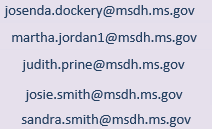 josenda.dockery@msdh.ms.gov
martha.jordan1@msdh.ms.gov
judith.prine@msdh.ms.gov
josie.smith@msdh.ms.gov
sandra.smith@msdh.ms.gov